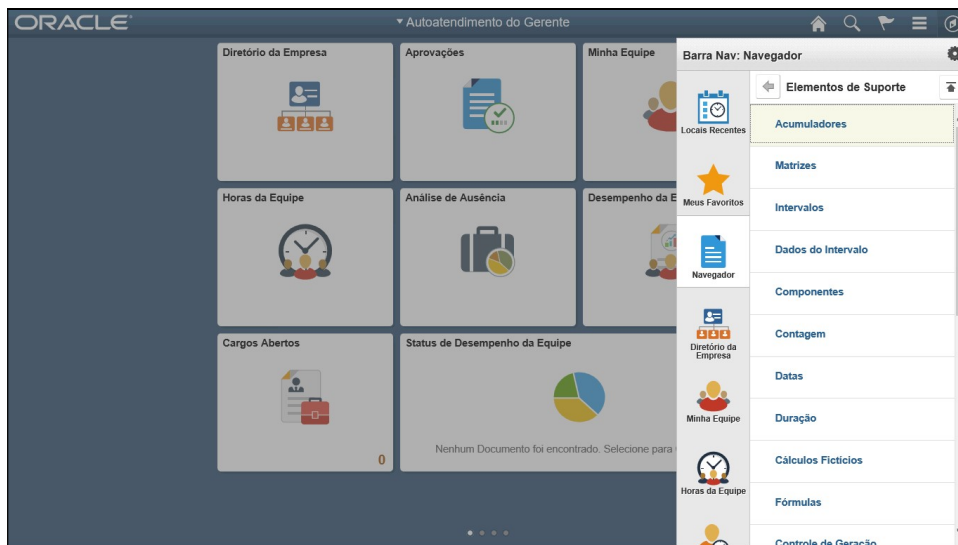 ORACLE
Autoatendimento do Gerente
Diretório da Empresa
Aprovações
Minha Equipe
Horas da Equipe
Análise de Ausência
Desempenho da E
Cargos Abertos
0
Status de Desempenho da Equipe
Nenhum Documento foi encontrado. Selecione para
Barra Nav: Navegador
Locais Recentes
Meus Favoritos
Navegador
Diretório da
Empresa
Minha Equipe
Horas da Equipe
Elementos de Suporte
Acumuladores
Matrizes
Intervalos
Dados do Intervalo
Componentes
Contagem
Datas
Duração
Cálculos Fictícios
Fórmulas
Controle de Geração